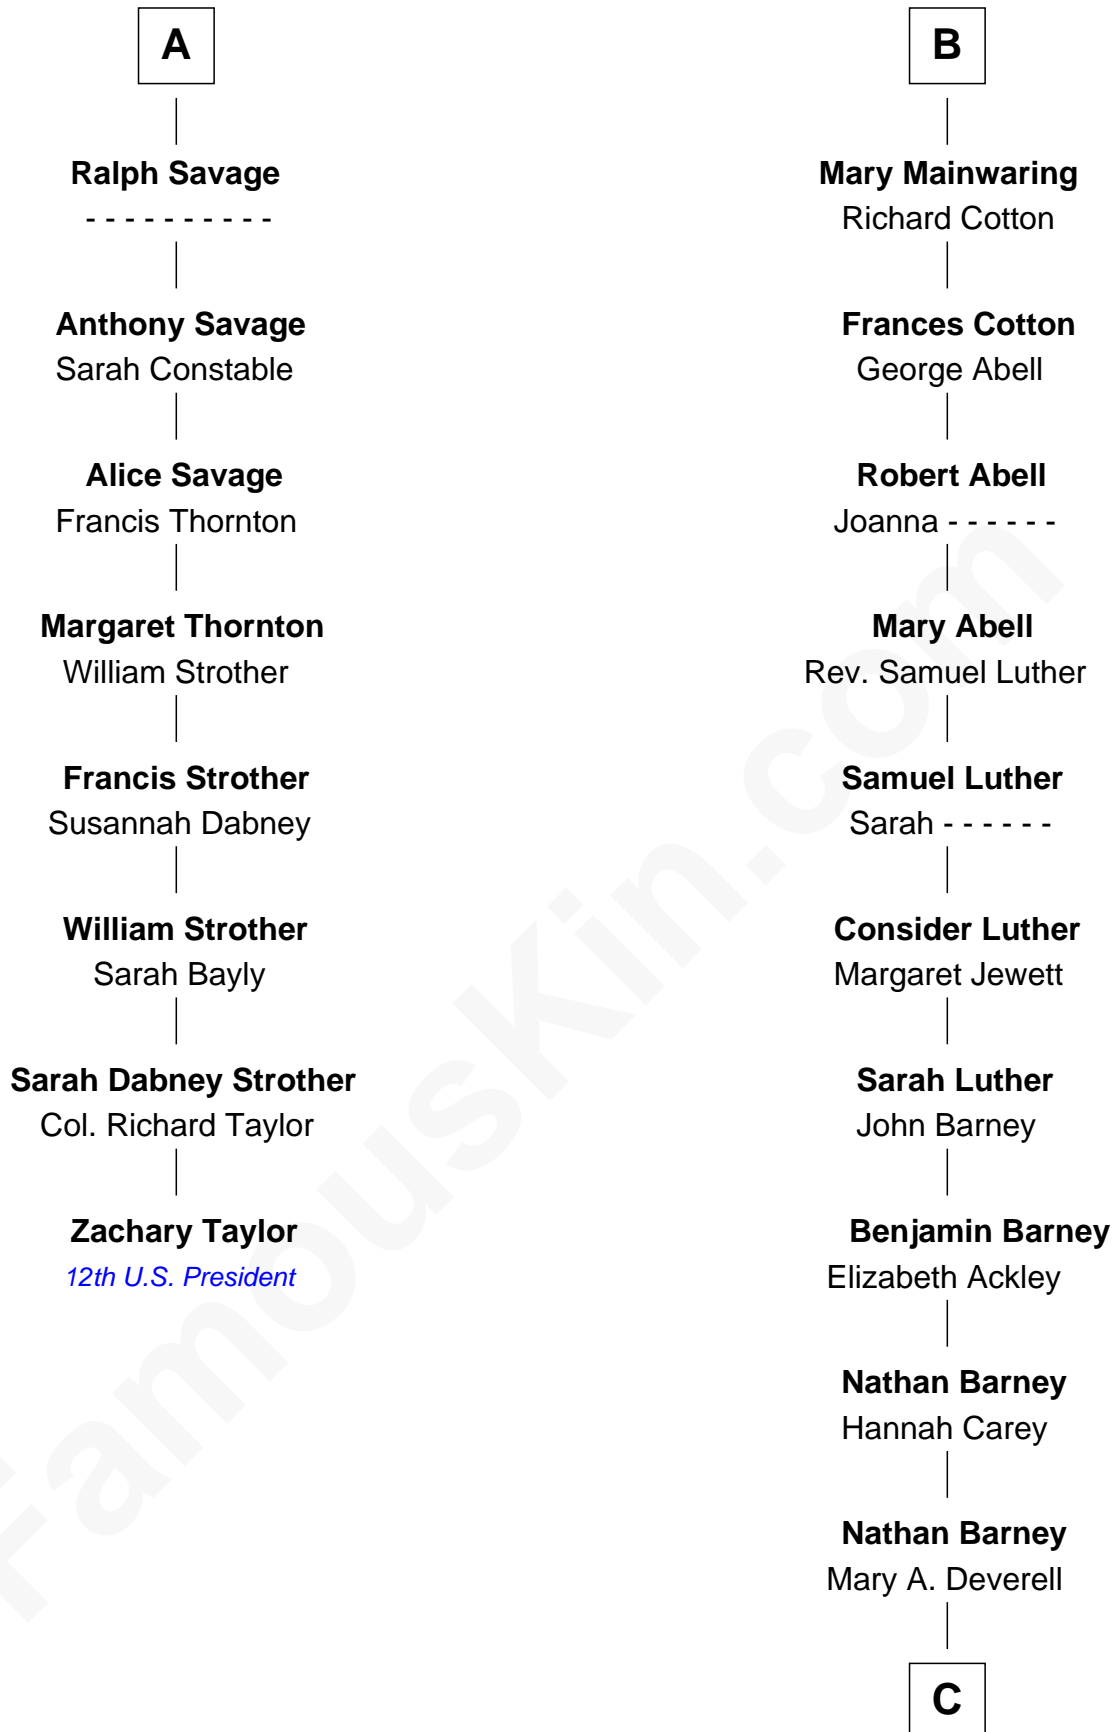 A
Ralph Savage
- - - - - - - - - -
Anthony Savage
Sarah Constable
Alice Savage
Francis Thornton
Margaret Thornton
William Strother
Francis Strother
Susannah Dabney
William Strother
Sarah Bayly
Sarah Dabney Strother
Col. Richard Taylor
Zachary Taylor
12th U.S. President
B
Mary Mainwaring
Richard Cotton
Frances Cotton
George Abell
Robert Abell
Joanna - - - - - -
Mary Abell
Rev. Samuel Luther
Samuel Luther
Sarah - - - - - -
Consider Luther
Margaret Jewett
Sarah Luther
John Barney
Benjamin Barney
Elizabeth Ackley
Nathan Barney
Hannah Carey
Nathan Barney
Mary A. Deverell
C
FamousKin.com